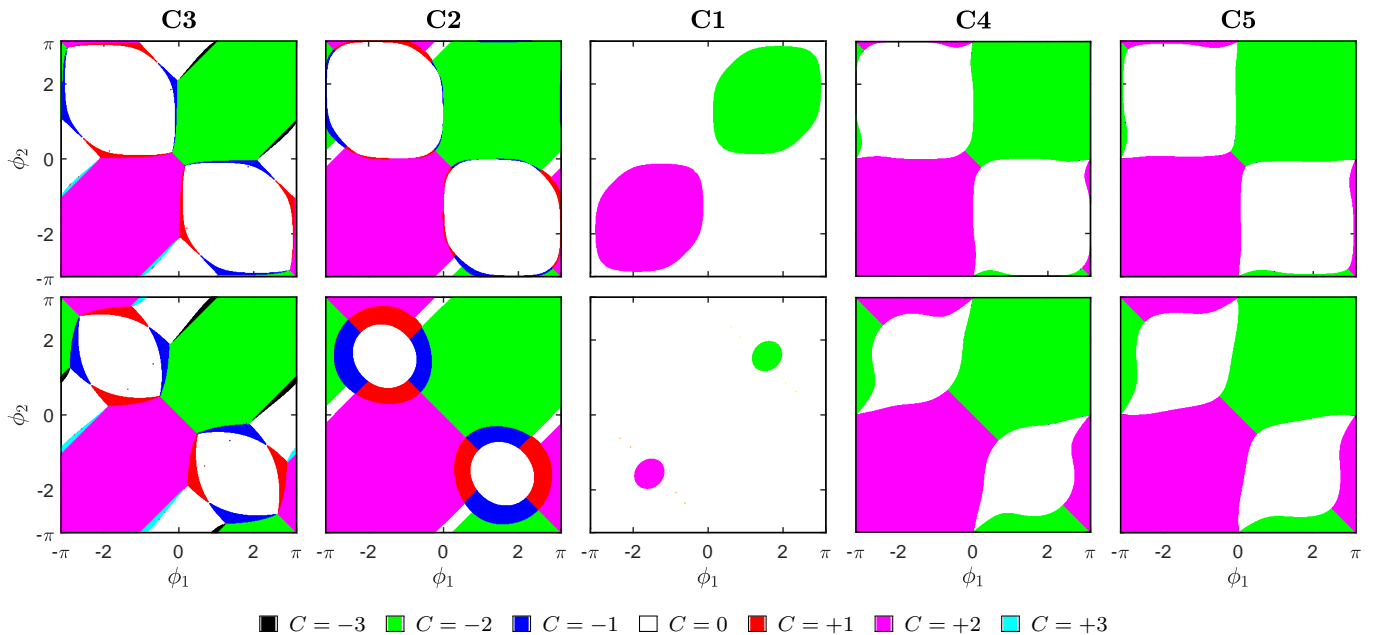 C3 C2 C1 C4 C5
π
2
0
-2
-π
ϕ2
π
2
0
-2
-π
ϕ2
-π -2 0 2 π -π -2 0 2 π -π -2 0 2 π -π -2 0 2 π -π -2 0 2 π
ϕ1 ϕ1 ϕ1 ϕ1 ϕ1
C = −3 C = −2 C = −1 C = 0 C = +1 C = +2 C = +3